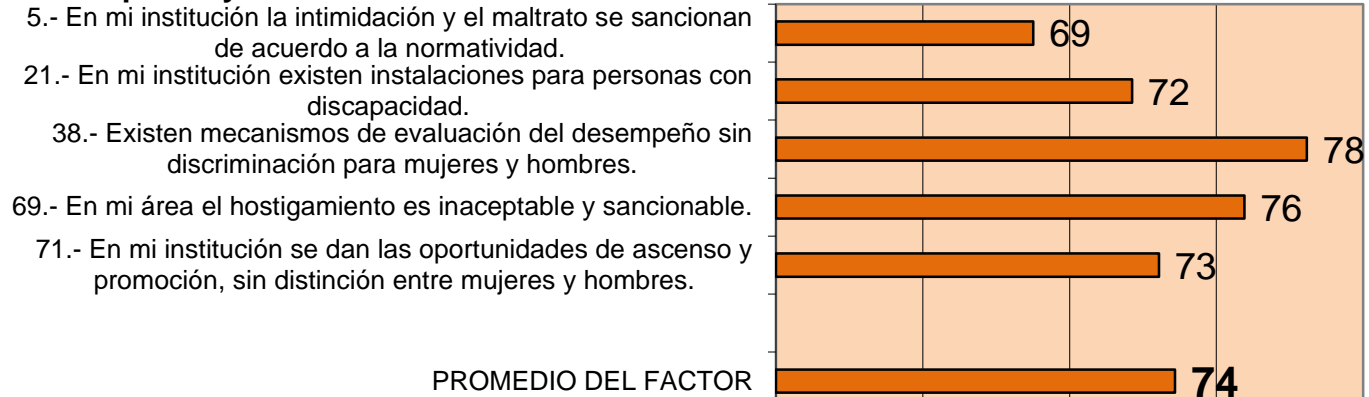 5.- En mi institución la intimidación y el maltrato se sancionan
de acuerdo a la normatividad.
69
21.- En mi institución existen instalaciones para personas con
discapacidad.
72
38.- Existen mecanismos de evaluación del desempeño sin
discriminación para mujeres y hombres.
78
69.- En mi área el hostigamiento es inaceptable y sancionable.
76
71.- En mi institución se dan las oportunidades de ascenso y
promoción, sin distinción entre mujeres y hombres.
73
PROMEDIO DEL FACTOR
74